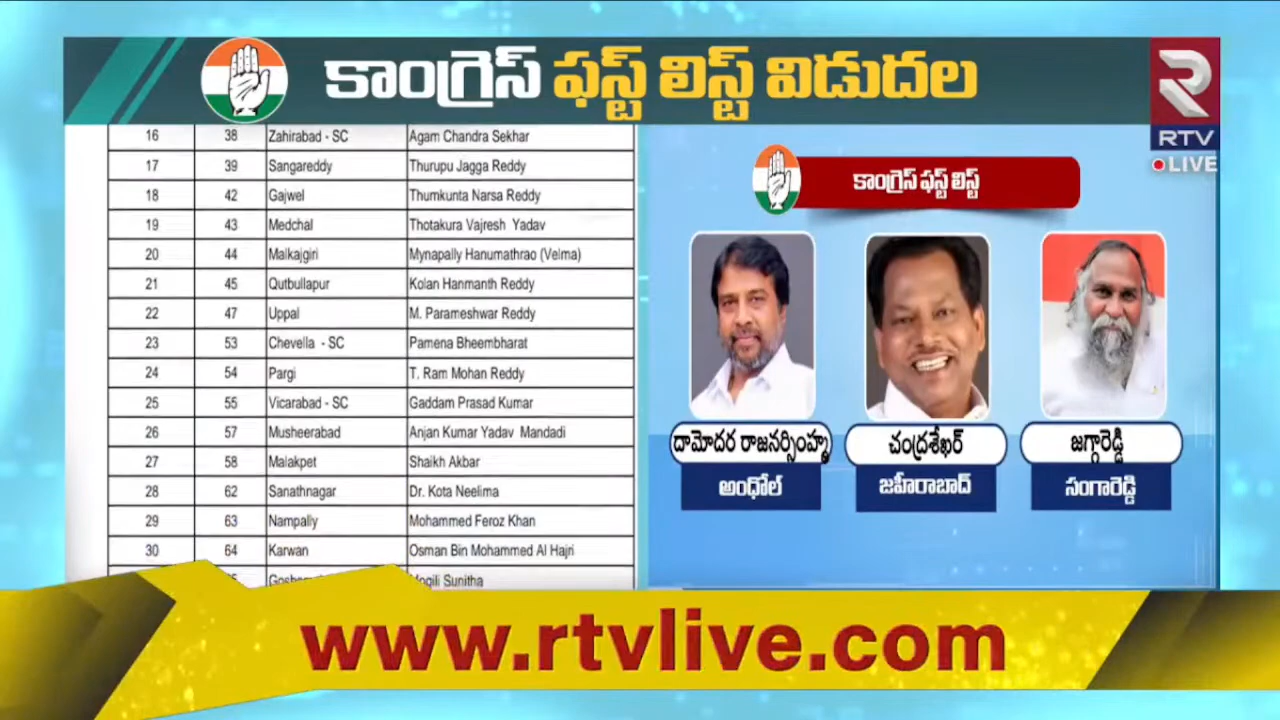 కాంగ్రెస్ ఫస్ట్ లిస్ట్ విడుదల
RTV
LIVE
16 38 Zahirabad - SC Agam Chandra Sekhar
17 39 Sangareddy Thurupu Jagga Reddy
18 42 Gajwel Thumkunta Narsa Reddy
19 43 Medchal Thotakura Vajresh Yadav
20 44 Malkajgiri Mynapally Hanumathrao (Velma)
21 45 Qutbullapur Kolan Hanmanth Reddy
22 47 Uppal M. Parameshwar Reddy
23 53 Chevella - SC Pamena Bheembharat
24 54 Pargi T. Ram Mohan Reddy
25 55 Vicarabad - SC Gaddam Prasad Kumar
26 57 Musheerabad Anjan Kumar Yadav Mandadi
27 58 Malakpet Shaikh Akbar
28 62 Sanathnagar Dr. Kota Neelima
29 63 Nampally Mohammed Feroz Khan
30 64 Karwan Osman Bin Mohammed Al Hajri
Sunitha
కాంగ్రెస్ ఫస్ట్ లిస్ట్
దామోదర రాజనర్సింహ్మ
అంధోల్
చంద్రశేఖర్
జహీరాబాద్
జగ్గారెడ్డి
సంగారెడ్డి
www.rtvlive.com